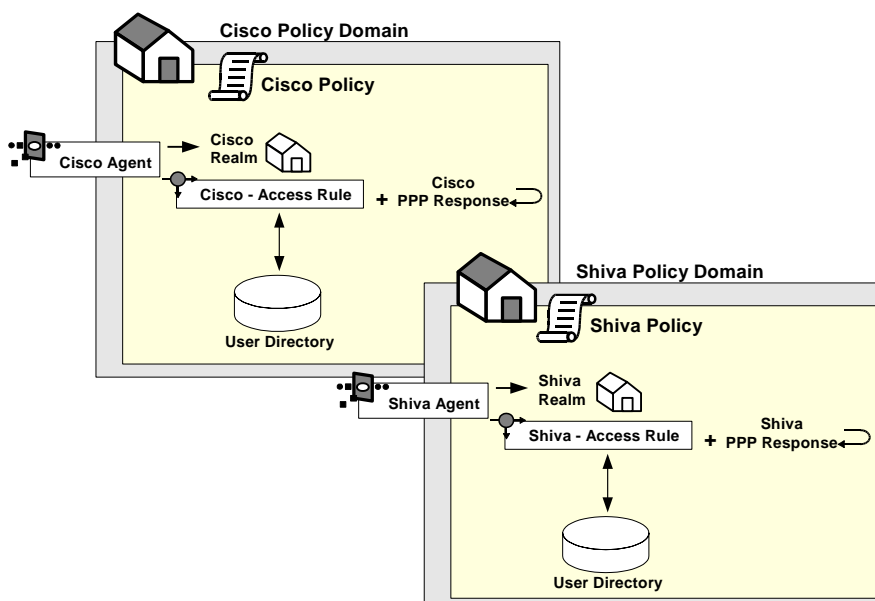 Cisco Policy Domain
Cisco Policy
Cisco Agent
Cisco
Realm
Cisco - Access Rule
+
Cisco
PPP Response
User Directory
Shiva Policy Domain
Shiva Policy
Shiva Agent
Shiva
Realm
Shiva - Access Rule
+
Shiva
PPP Response
User Directory